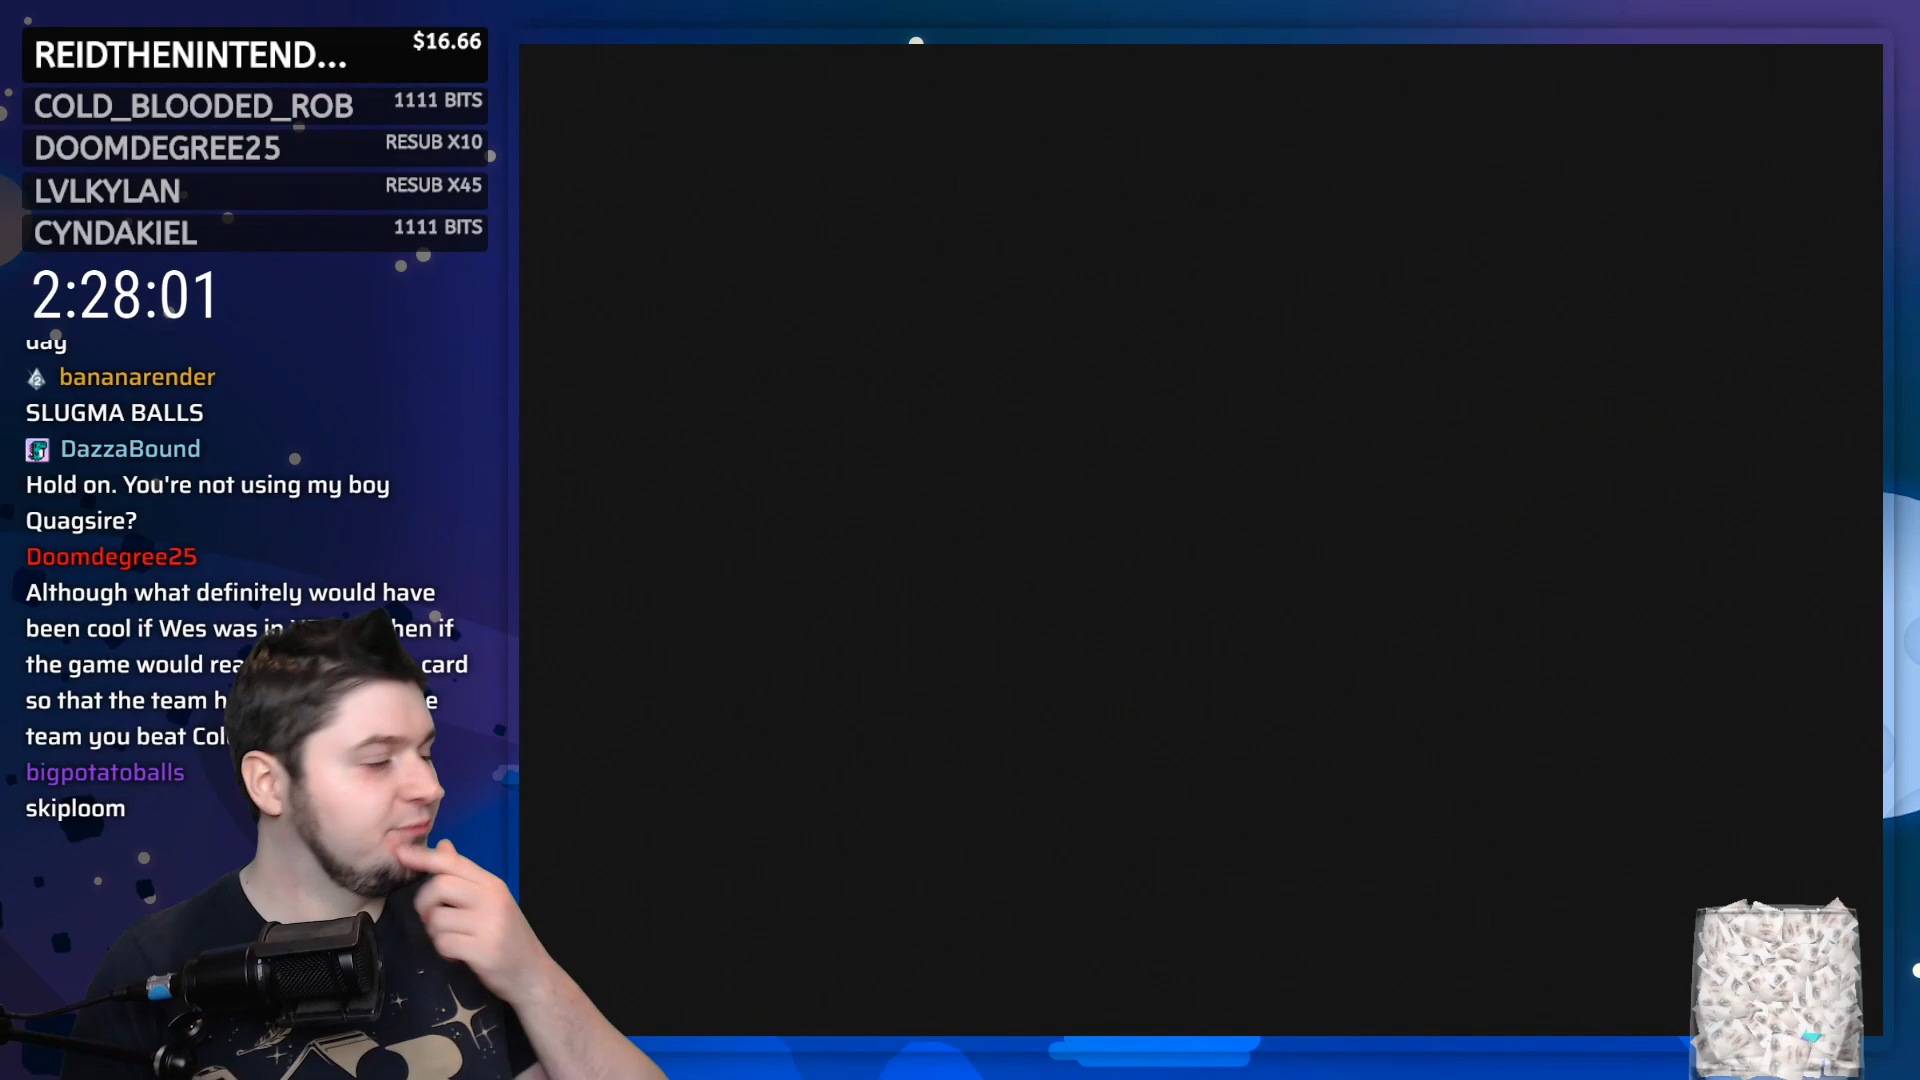 REIDTHENINTEND... $16.66
COLD_BLOODED_ROB 1111 BITS
DOOMDEGREE25 RESUB X10
LVLKYLAN RESUB X45
CYNDAKIEL 1111 BITS
2:28:01
bananarender
SLUGMA BALLS
DazzaBound
Hold on. You're not using my boy
Quagsire?
Doomdegree25
Although what definitely would have
been cool if Wes was in hen if
the game would rea card
so that the team h e
team you beat Col
bigpotatoballs
skiploom